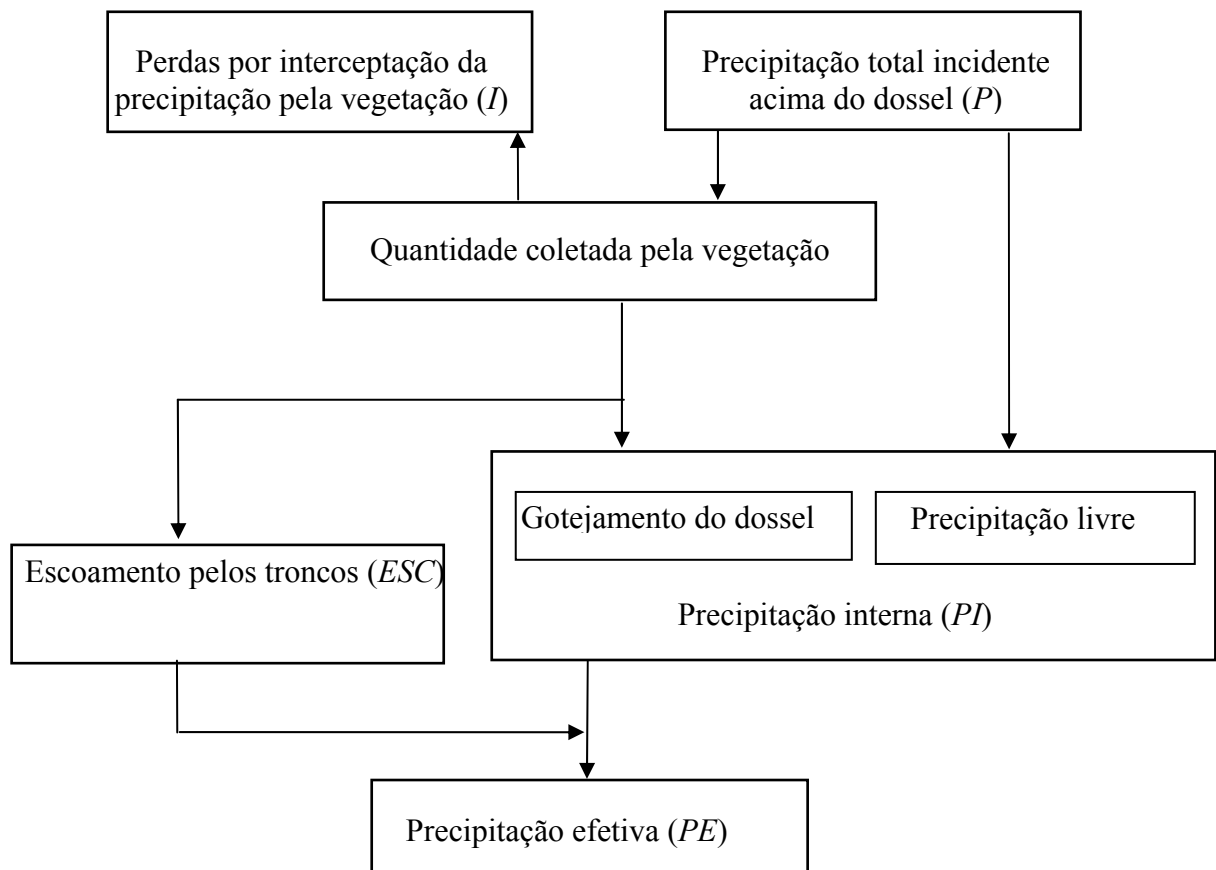 Perdas por interceptação da
precipitação pela vegetação (I)
Precipitação total incidente
acima do dossel (P)
Quantidade coletada pela vegetação
Gotejamento do dossel
Precipitação livre
Escoamento pelos troncos (ESC)
Precipitação interna (PI)
Precipitação efetiva (PE)